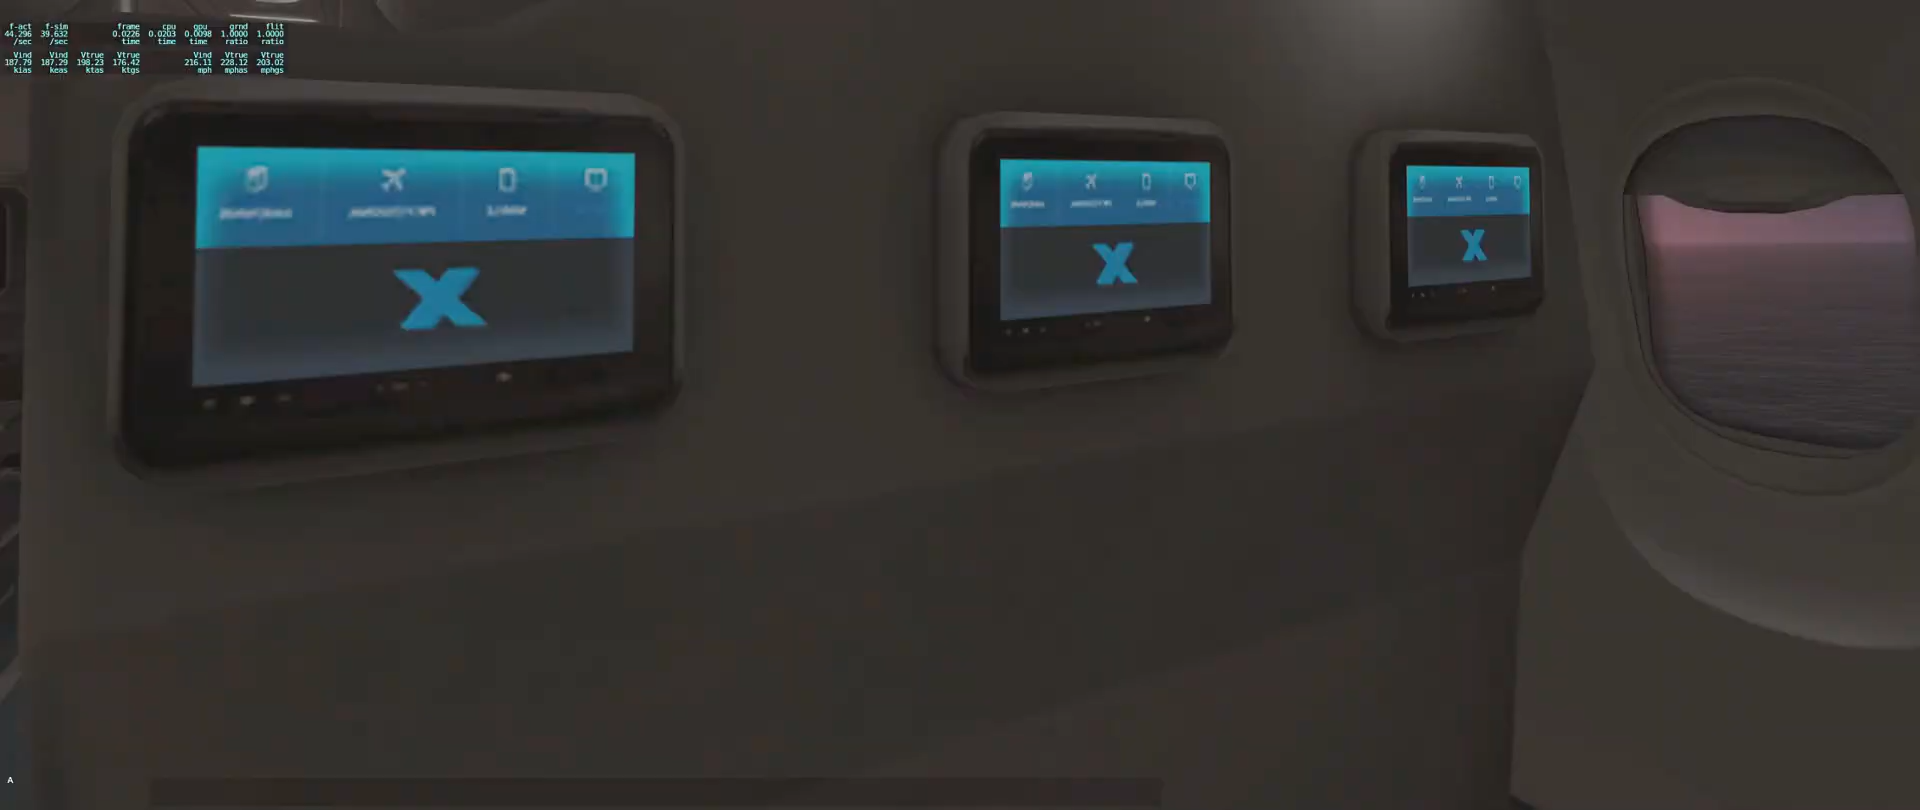 f-act f-sim frame cpu gpu grnd flit
44.296 39.632 0.0226 0.0203 0.0098 1.0000 1.0000
/sec /sec time time time ratio ratio
Vind Vind Vtrue Vtrue Vind Vtrue Vtrue
187.79 187.29 198.23 176.42 216.11 228.12 203.02
kias keas ktas ktgs mph mphas mphgs
X X X
A